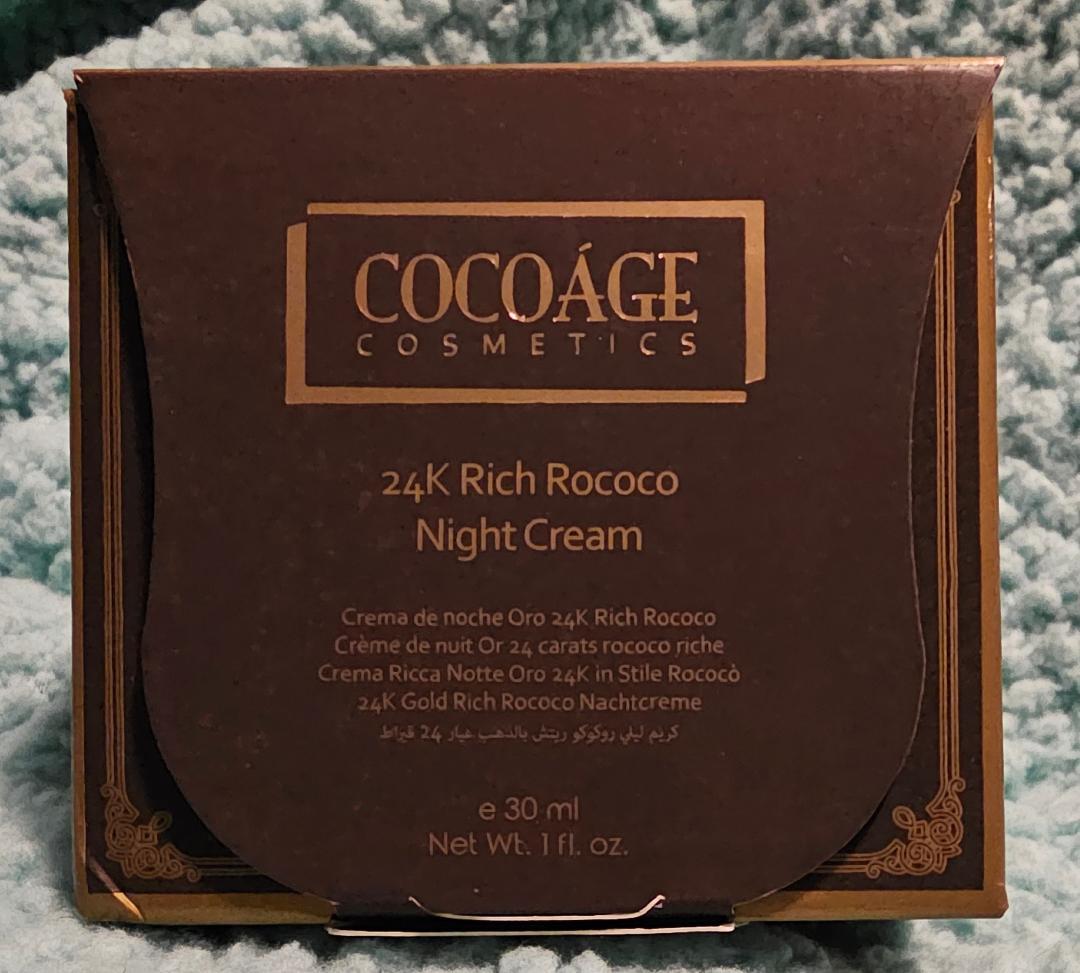 COCOÁGE
COSMETICS
24K Rich Rococo
Night Cream
Crema de noche Oro 24K Rich Rococo
Crème de nuit Or 24 carats rococo riche
Crema Ricca Notte Oro 24K in Stile Rococò
24K Gold Rich Rococo Nachtcreme
كريم ليلي روكوكو ريتش بالذهب عيار 24 قيراط
e 30 ml
Net Wt. 1 fl. oz.